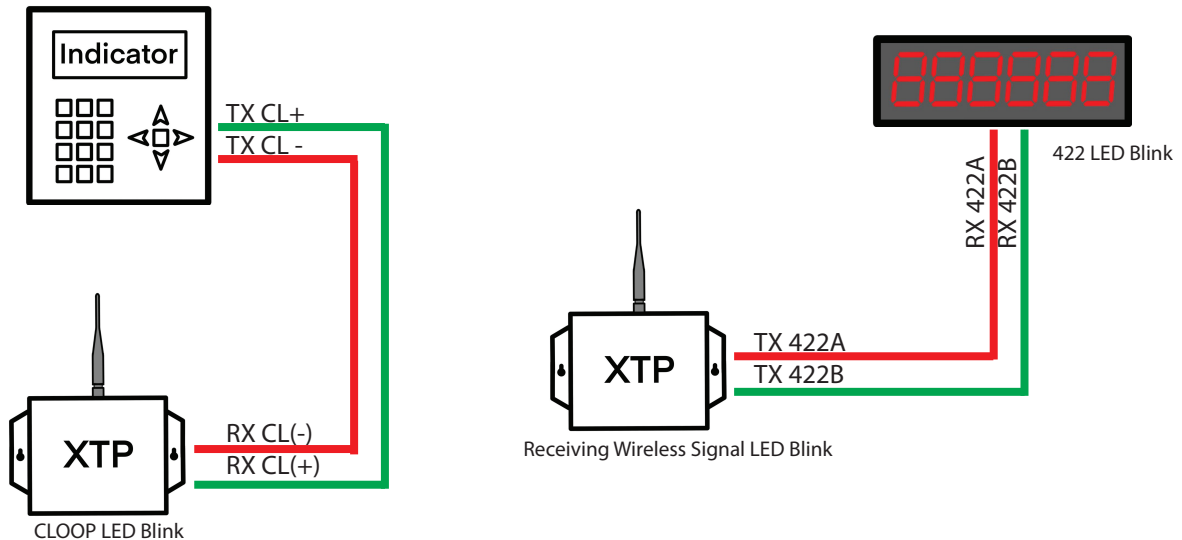 Indicator
TX CL+
TX CL -
XTP
RX CL(-)
RX CL(+)
CLOOP LED Blink
888888
422 LED Blink
RX 422A
RX 422B
XTP
TX 422A
TX 422B
Receiving Wireless Signal LED Blink